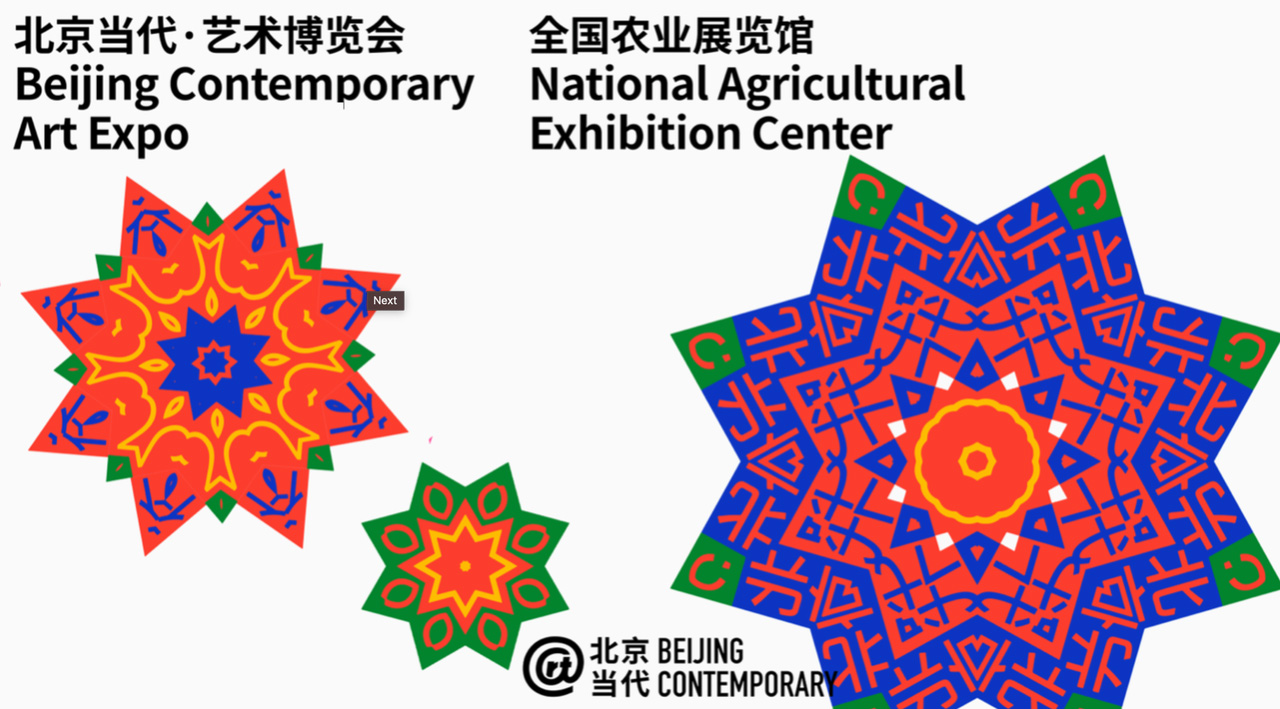 北京当代·艺术博览会
Beijing Contemporary
Art Expo
全国农业展览馆
National Agricultural
Exhibition Center
Next
@rt 北京 BEIJING
当代 CONTEMPORARY